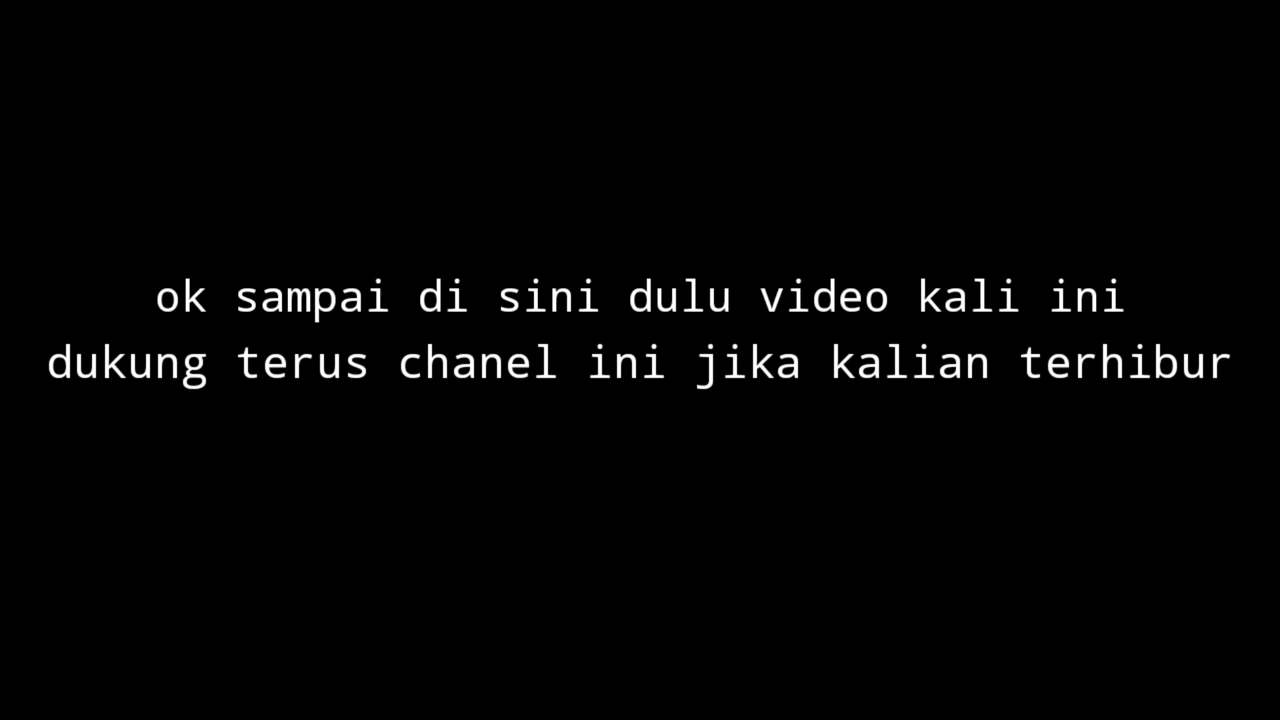 ok sampai di sini dulu video kali ini
dukung terus chanel ini jika kalian terhibur